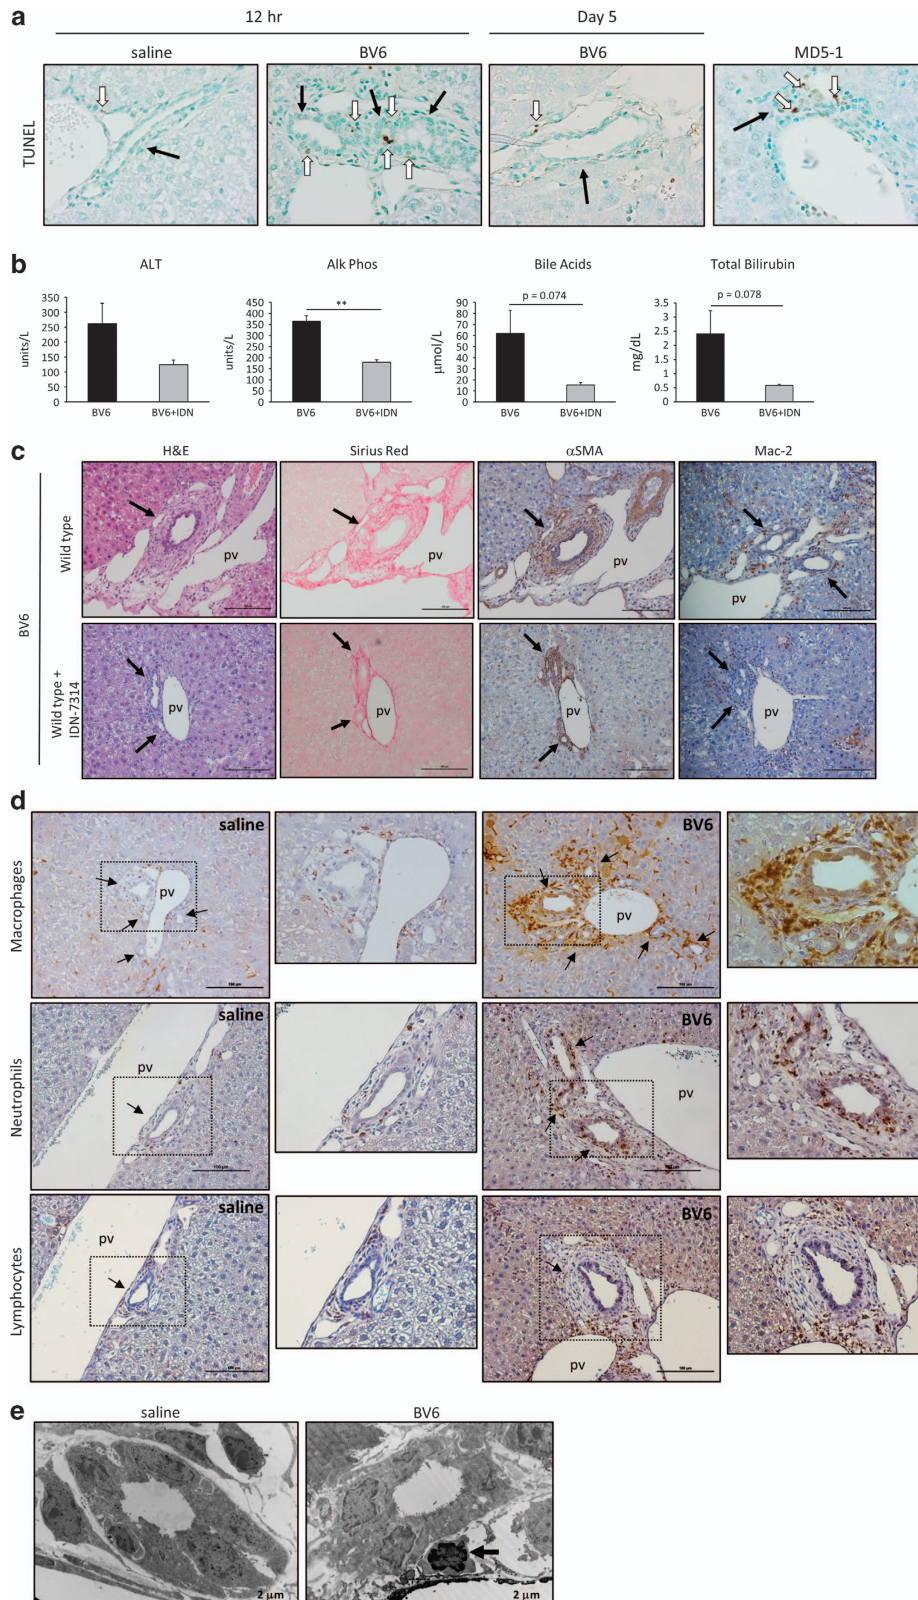 a
12 hr
Day 5
saline
BV6
BV6
MD5-1
TUNEL
b
ALT
Alk Phos
Bile Acids
Total Bilirubin
units/L
350
300
250
200
150
100
50
0
BV6
BV6+IDN
units/L
450
400
350
300
250
200
150
100
50
0
**
BV6
BV6+IDN
μmol/L
90
80
70
60
50
40
30
20
10
0
p = 0.074
BV6
BV6+IDN
mg/dL
3.5
3
2.5
2
1.5
1
0.5
0
p = 0.078
BV6
BV6+IDN
c
H&E
Sirius Red
αSMA
Mac-2
BV6
Wild type
pv
pv
pv
pv
Wild type +
IDN-7314
pv
pv
pv
pv
d
Macrophages
saline
pv
BV6
pv
100 μm
Neutrophils
saline
pv
BV6
pv
Lymphocytes
saline
pv
BV6
pv
e
saline
BV6
2 μm
2 μm